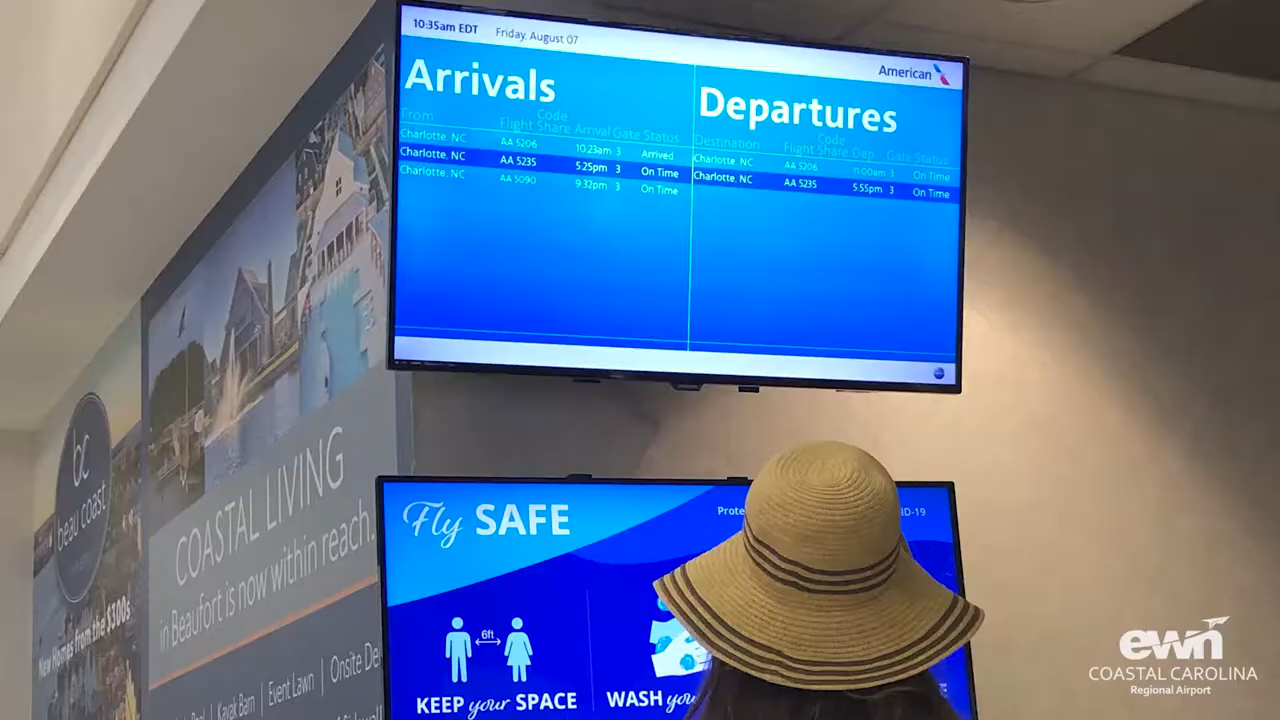 10:35am EDT Friday, August 07
American
Arrivals
From Flight Code Share Arrival Gate Status
Charlotte, NC AA 5206 10:23am 3 Arrived
Charlotte, NC AA 5235 5:25pm 3 On Time
Charlotte, NC AA 5090 9:32pm 3 On Time
Departures
Destination Flight Code Share Dep Gate Status
Charlotte, NC AA 5206 11:00am 3 On Time
Charlotte, NC AA 5235 5:55pm 3 On Time
bc
beau coast
New Homes from the $300s
COASTAL LIVING
in Beaufort is now within reach.
Kayak Barn | Event Lawn | Onsite De
Fly SAFE
Prote
ID-19
6ft
KEEP your SPACE
WASH you
ewn
COASTAL CAROLINA
Regional Airport